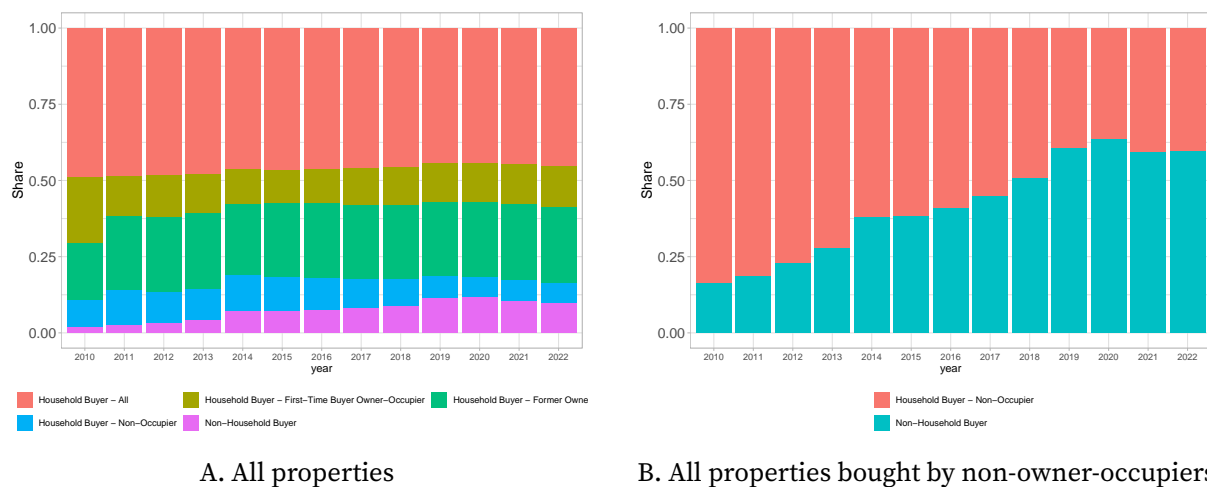 1.00
0.75
0.50
0.25
0.00
Share
2010 2011 2012 2013 2014 2015 2016 2017 2018 2019 2020 2021 2022
year
Household Buyer − All
Household Buyer − First−Time Buyer Owner−Occupier
Household Buyer − Former Owne
Household Buyer − Non−Occupier
Non−Household Buyer
A. All properties
1.00
0.75
0.50
0.25
0.00
Share
2010 2011 2012 2013 2014 2015 2016 2017 2018 2019 2020 2021 2022
year
Household Buyer − Non−Occupier
Non−Household Buyer
B. All properties bought by non-owner-occupiers